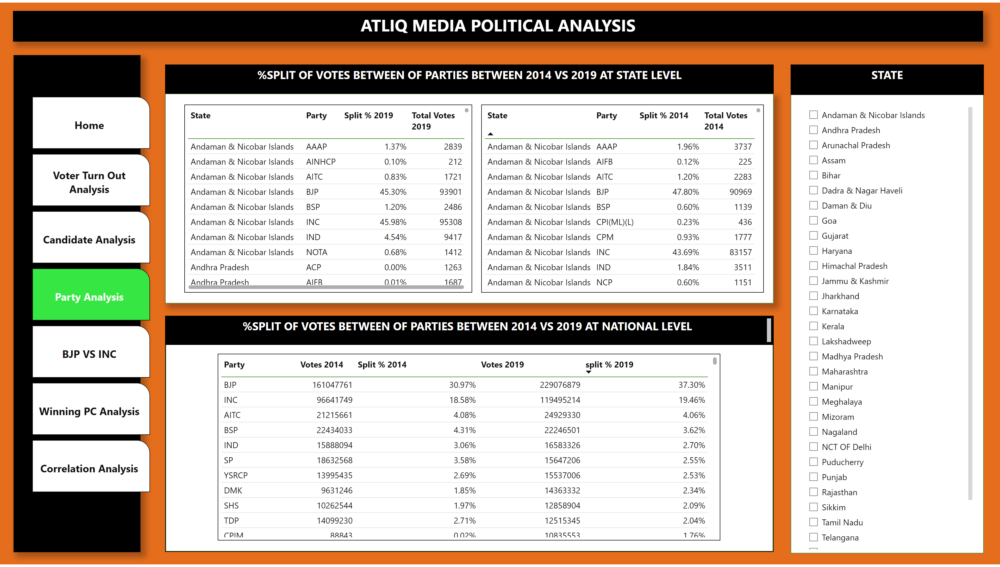 ATLIQ MEDIA POLITICAL ANALYSIS
Home
Voter Turn Out
Analysis
Candidate Analysis
Party Analysis
BJP VS INC
Winning PC Analysis
Correlation Analysis
%SPLIT OF VOTES BETWEEN OF PARTIES BETWEEN 2014 VS 2019 AT STATE LEVEL
State Party Split % 2019 Total Votes
2019
Andaman & Nicobar Islands AAAP 1.37% 2839
Andaman & Nicobar Islands AINHCP 0.10% 212
Andaman & Nicobar Islands AITC 0.83% 1721
Andaman & Nicobar Islands BJP 45.30% 93901
Andaman & Nicobar Islands BSP 1.20% 2486
Andaman & Nicobar Islands INC 45.98% 95308
Andaman & Nicobar Islands IND 4.54% 9417
Andaman & Nicobar Islands NOTA 0.68% 1412
Andhra Pradesh ACP 0.00% 1263
Andhra Pradesh AIFB 0.01% 1687
State Party Split % 2014 Total Votes
2014
Andaman & Nicobar Islands AAAP 1.96% 3737
Andaman & Nicobar Islands AIFB 0.12% 225
Andaman & Nicobar Islands AITC 1.20% 2283
Andaman & Nicobar Islands BJP 47.80% 90969
Andaman & Nicobar Islands BSP 0.60% 1139
Andaman & Nicobar Islands CPI(ML)(L) 0.23% 436
Andaman & Nicobar Islands CPM 0.93% 1777
Andaman & Nicobar Islands INC 43.69% 83157
Andaman & Nicobar Islands IND 1.84% 3511
Andaman & Nicobar Islands NCP 0.60% 1151
%SPLIT OF VOTES BETWEEN OF PARTIES BETWEEN 2014 VS 2019 AT NATIONAL LEVEL
Party Votes 2014 Split % 2014 Votes 2019 split % 2019
BJP 161047761 30.97% 229076879 37.30%
INC 96641749 18.58% 119495214 19.46%
AITC 21215661 4.08% 24929330 4.06%
BSP 22434033 4.31% 22246501 3.62%
IND 15888094 3.06% 16583326 2.70%
SP 18632568 3.58% 15647206 2.55%
YSRCP 13995435 2.69% 15537006 2.53%
DMK 9631246 1.85% 14363332 2.34%
SHS 10262544 1.97% 12858904 2.09%
TDP 14099230 2.71% 12515345 2.04%
CPIM 88843 0.02% 10835553 1.76%
STATE
Andaman & Nicobar Islands
Andhra Pradesh
Arunachal Pradesh
Assam
Bihar
Dadra & Nagar Haveli
Daman & Diu
Goa
Gujarat
Haryana
Himachal Pradesh
Jammu & Kashmir
Jharkhand
Karnataka
Kerala
Lakshadweep
Madhya Pradesh
Maharashtra
Manipur
Meghalaya
Mizoram
Nagaland
NCT OF Delhi
Puducherry
Punjab
Rajasthan
Sikkim
Tamil Nadu
Telangana